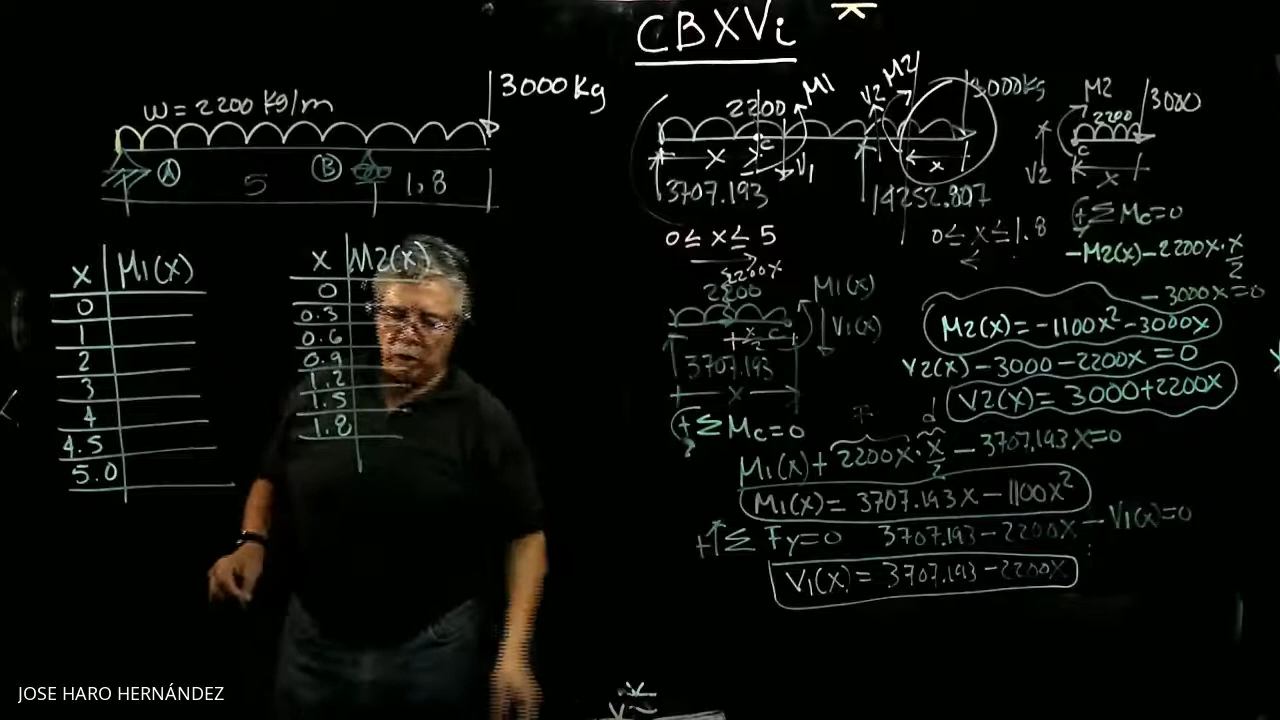 CBXVi
w = 2200 kg/m
3000 kg
A
B
5
1,8
x M1(x)
0
1
2
3
4
4.5
5.0
x M2(x)
0
0.3
0.6
0.9
1.2
1.5
1.8
2200
M1
V2
M2
3000 kg
x
c
V1
x
3707.193
14252.807
0 ≤ x ≤ 5
0 ≤ x ≤ 1.8
M2
3000
2200
c
V2
x
+ Σ Mc = 0
-M2(x) - 2200x · x/2
- 3000x = 0
M2(x) = -1100x² - 3000x
V2(x) - 3000 - 2200x = 0
V2(x) = 3000 + 2200x
2200x
2200
M1(x)
V1(x)
x/2
c
3707.193
x
+ Σ Mc = 0
F
d
M1(x) + 2200x · x/2 - 3707.193x = 0
M1(x) = 3707.193x - 1100x²
+↑ Σ Fy = 0 3707.193 - 2200x - V1(x) = 0
V1(x) = 3707.193 - 2200x
JOSE HARO HERNÁNDEZ